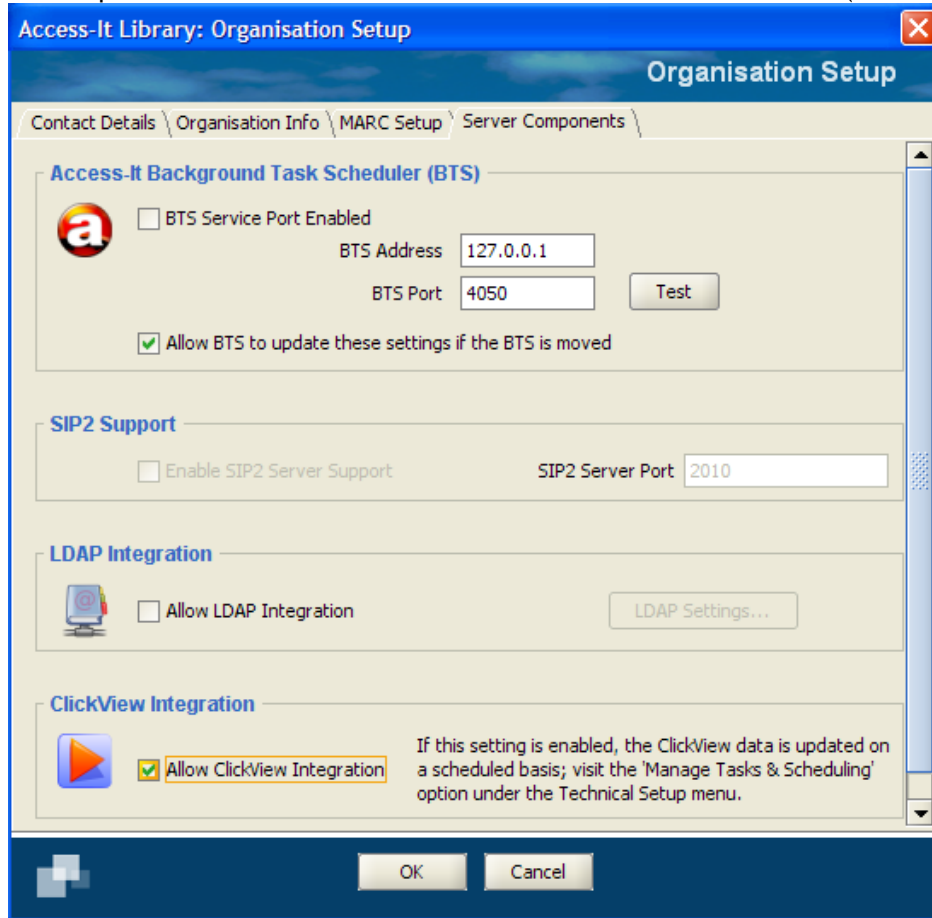 Access-It Library: Organisation Setup
Organisation Setup
Contact Details \ Organisation Info \ MARC Setup \ Server Components \
Access-It Background Task Scheduler (BTS)
a
BTS Service Port Enabled
BTS Address 127.0.0.1
BTS Port 4050 Test
Allow BTS to update these settings if the BTS is moved
SIP2 Support
Enable SIP2 Server Support SIP2 Server Port 2010
LDAP Integration
@
Allow LDAP Integration LDAP Settings...
ClickView Integration
Allow ClickView Integration
If this setting is enabled, the ClickView data is updated on
a scheduled basis; visit the 'Manage Tasks & Scheduling'
option under the Technical Setup menu.
OK Cancel